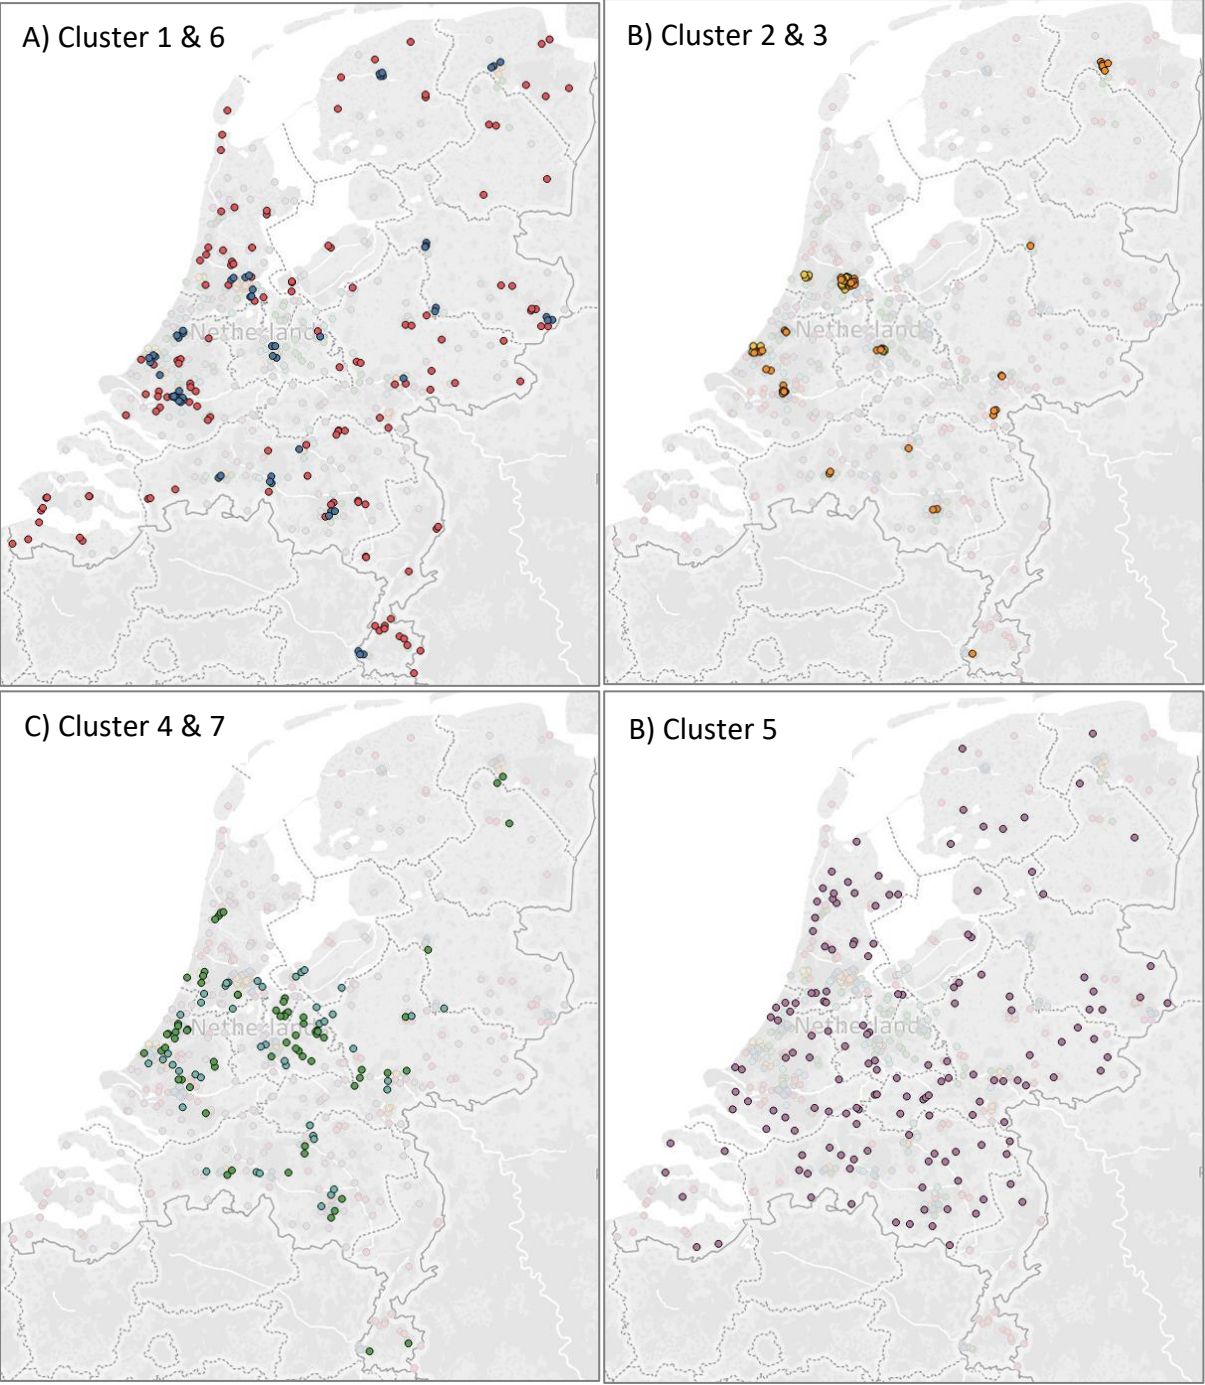 A) Cluster 1 & 6
B) Cluster 2 & 3
Netherlands
Netherlands
C) Cluster 4 & 7
B) Cluster 5
Netherlands
Netherlands